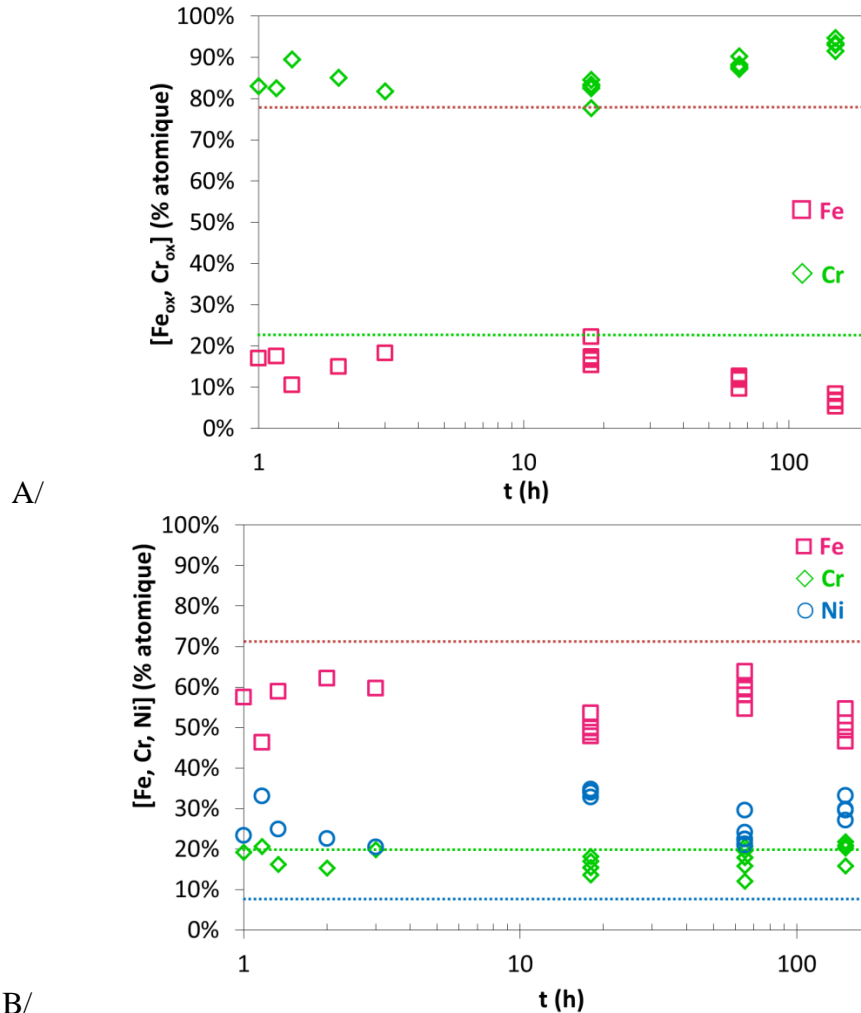 100%
90%
80%
70%
60%
50%
40%
30%
20%
10%
0%
[Feox, Crox] (% atomique)
Fe
Cr
1 10 100
t (h)
A/
100%
90%
80%
70%
60%
50%
40%
30%
20%
10%
0%
[Fe, Cr, Ni] (% atomique)
Fe
Cr
Ni
1 10 100
t (h)
B/